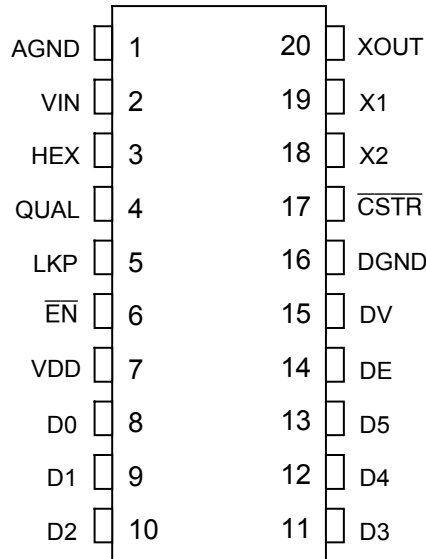 AGND 1 20 XOUT
VIN 2 19 X1
HEX 3 18 X2
QUAL 4 17 C̅S̅T̅R̅
LKP 5 16 DGND
E̅N̅ 6 15 DV
VDD 7 14 DE
D0 8 13 D5
D1 9 12 D4
D2 10 11 D3